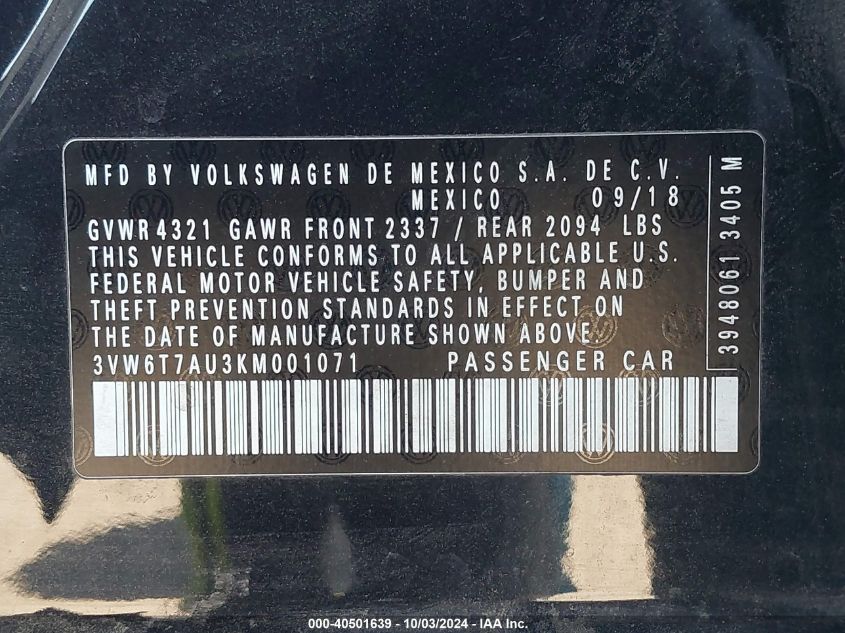 MFD BY VOLKSWAGEN DE MEXICO S.A. DE C.V.
MEXICO 09/18
GVWR 4321 GAWR FRONT 2337 / REAR 2094 LBS
THIS VEHICLE CONFORMS TO ALL APPLICABLE U.S.
FEDERAL MOTOR VEHICLE SAFETY, BUMPER AND
THEFT PREVENTION STANDARDS IN EFFECT ON
THE DATE OF MANUFACTURE SHOWN ABOVE.
3VW6T7AU3KM001071 PASSENGER CAR
3948061 3405 M
000-40501639 - 10/03/2024 - IAA Inc.